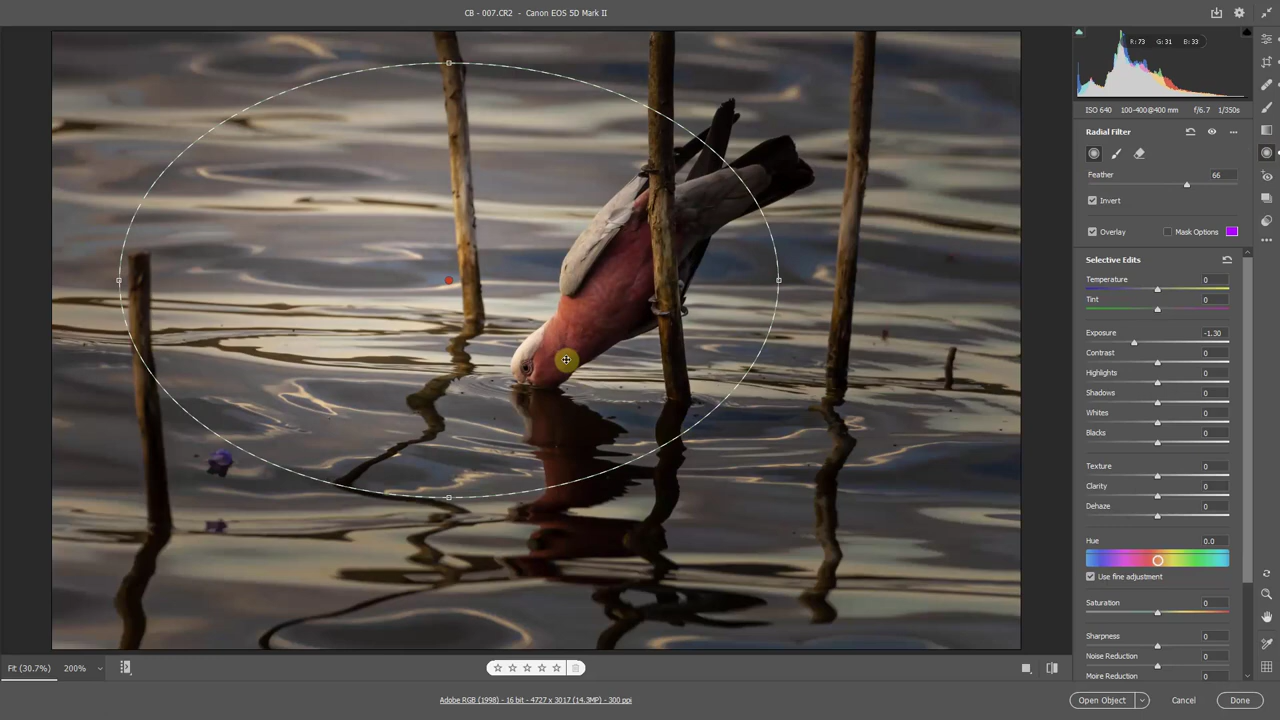 CB - 007.CR2 - Canon EOS 5D Mark II
R: 73 G: 31 B: 33
ISO 640 100-400@400 mm f/6.7 1/350s
Radial Filter
Feather 66
Invert
Overlay Mask Options
Selective Edits
Temperature 0
Tint 0
Exposure -1.30
Contrast 0
Highlights 0
Shadows 0
Whites 0
Blacks 0
Texture 0
Clarity 0
Dehaze 0
Hue 0.0
Use fine adjustment
Saturation 0
Sharpness 0
Noise Reduction 0
Moire Reduction 0
Fit (30.7%) 200%
Adobe RGB (1998) - 16 bit - 4727 x 3017 (14.3MP) - 300 ppi
Open Object Cancel Done